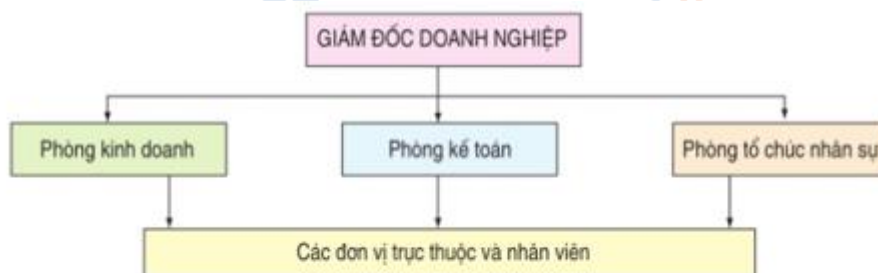 GIÁM ĐỐC DOANH NGHIỆP
Phòng kinh doanh
Phòng kế toán
Phòng tổ chúc nhân sự
Các đơn vị trực thuộc và nhân viên